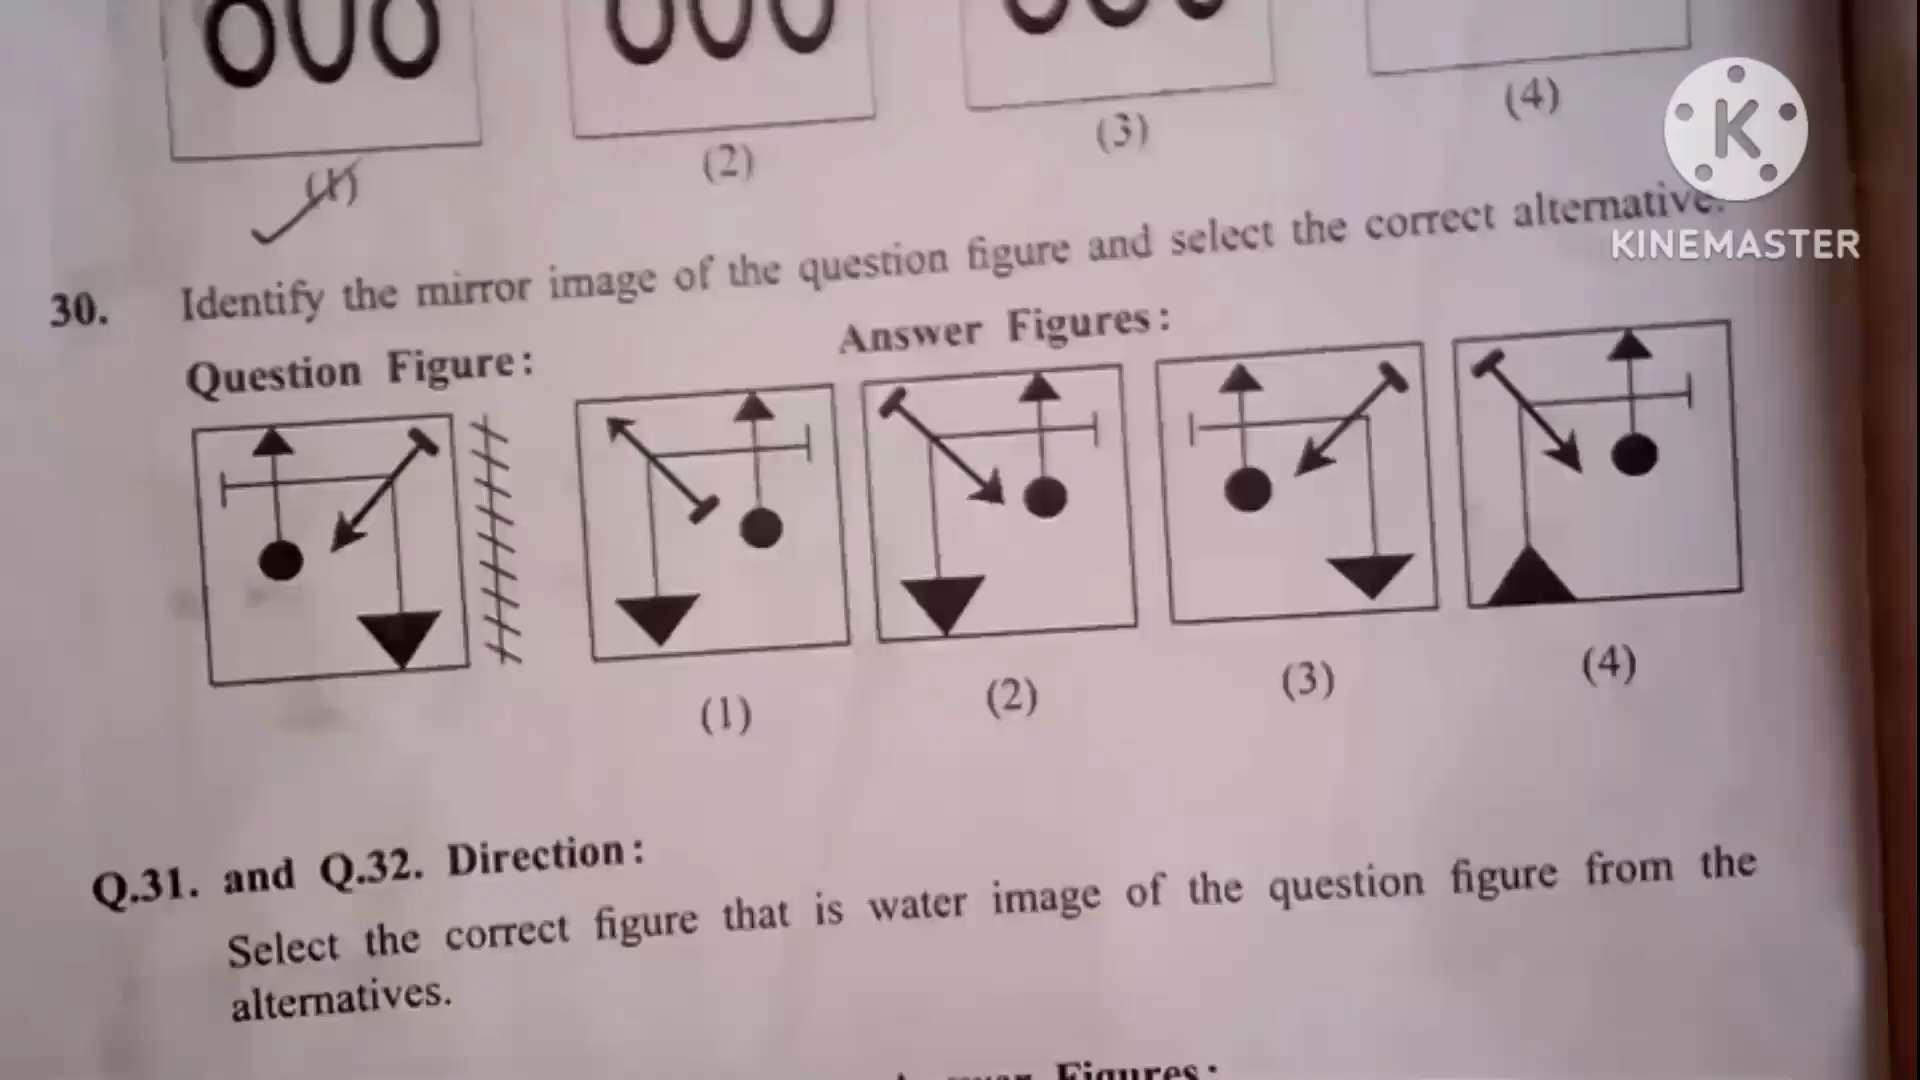 (1)
(2)
(3)
(4)
K
KINEMASTER
30. Identify the mirror image of the question figure and select the correct alternative.
Question Figure:
Answer Figures:
(1)
(2)
(3)
(4)
Q.31. and Q.32. Direction:
Select the correct figure that is water image of the question figure from the
alternatives.
Figures: